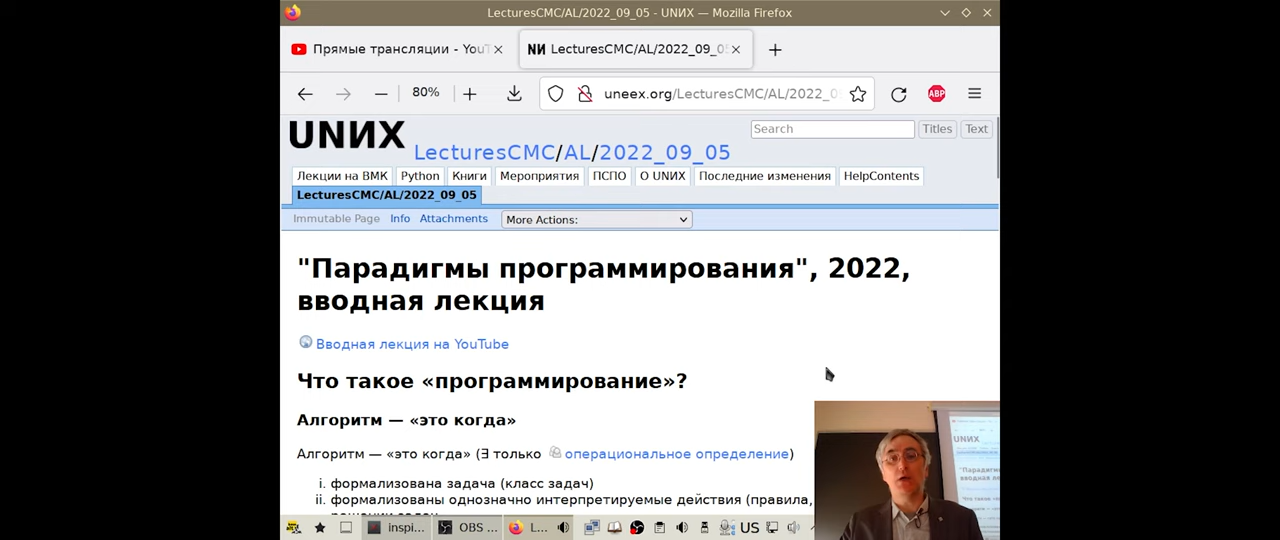 LecturesCMC/AL/2022_09_05 - UNИX — Mozilla Firefox
Прямые трансляции - YouT
NИ LecturesCMC/AL/2022_09_0
80%
uneex.org/LecturesCMC/AL/2022_0
ABP
UNИX LecturesCMC/AL/2022_09_05
Search Titles Text
Лекции на ВМК Python Книги Мероприятия ПСПО О UNИX Последние изменения HelpContents
LecturesCMC/AL/2022_09_05
Immutable Page Info Attachments More Actions:
"Парадигмы программирования", 2022,
вводная лекция
Вводная лекция на YouTube
Что такое «программирование»?
Алгоритм — «это когда»
Алгоритм — «это когда» (∃ только операциональное определение)
i. формализована задача (класс задач)
ii. формализованы однозначно интерпретируемые действия (правила,
inspi... OBS ... L... US